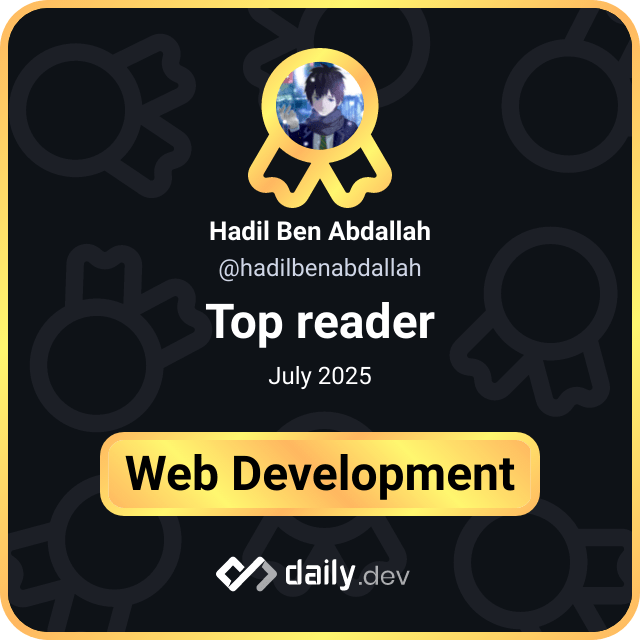 Hadil Ben Abdallah
@hadilbenabdallah
Top reader
July 2025
Web Development
daily.dev